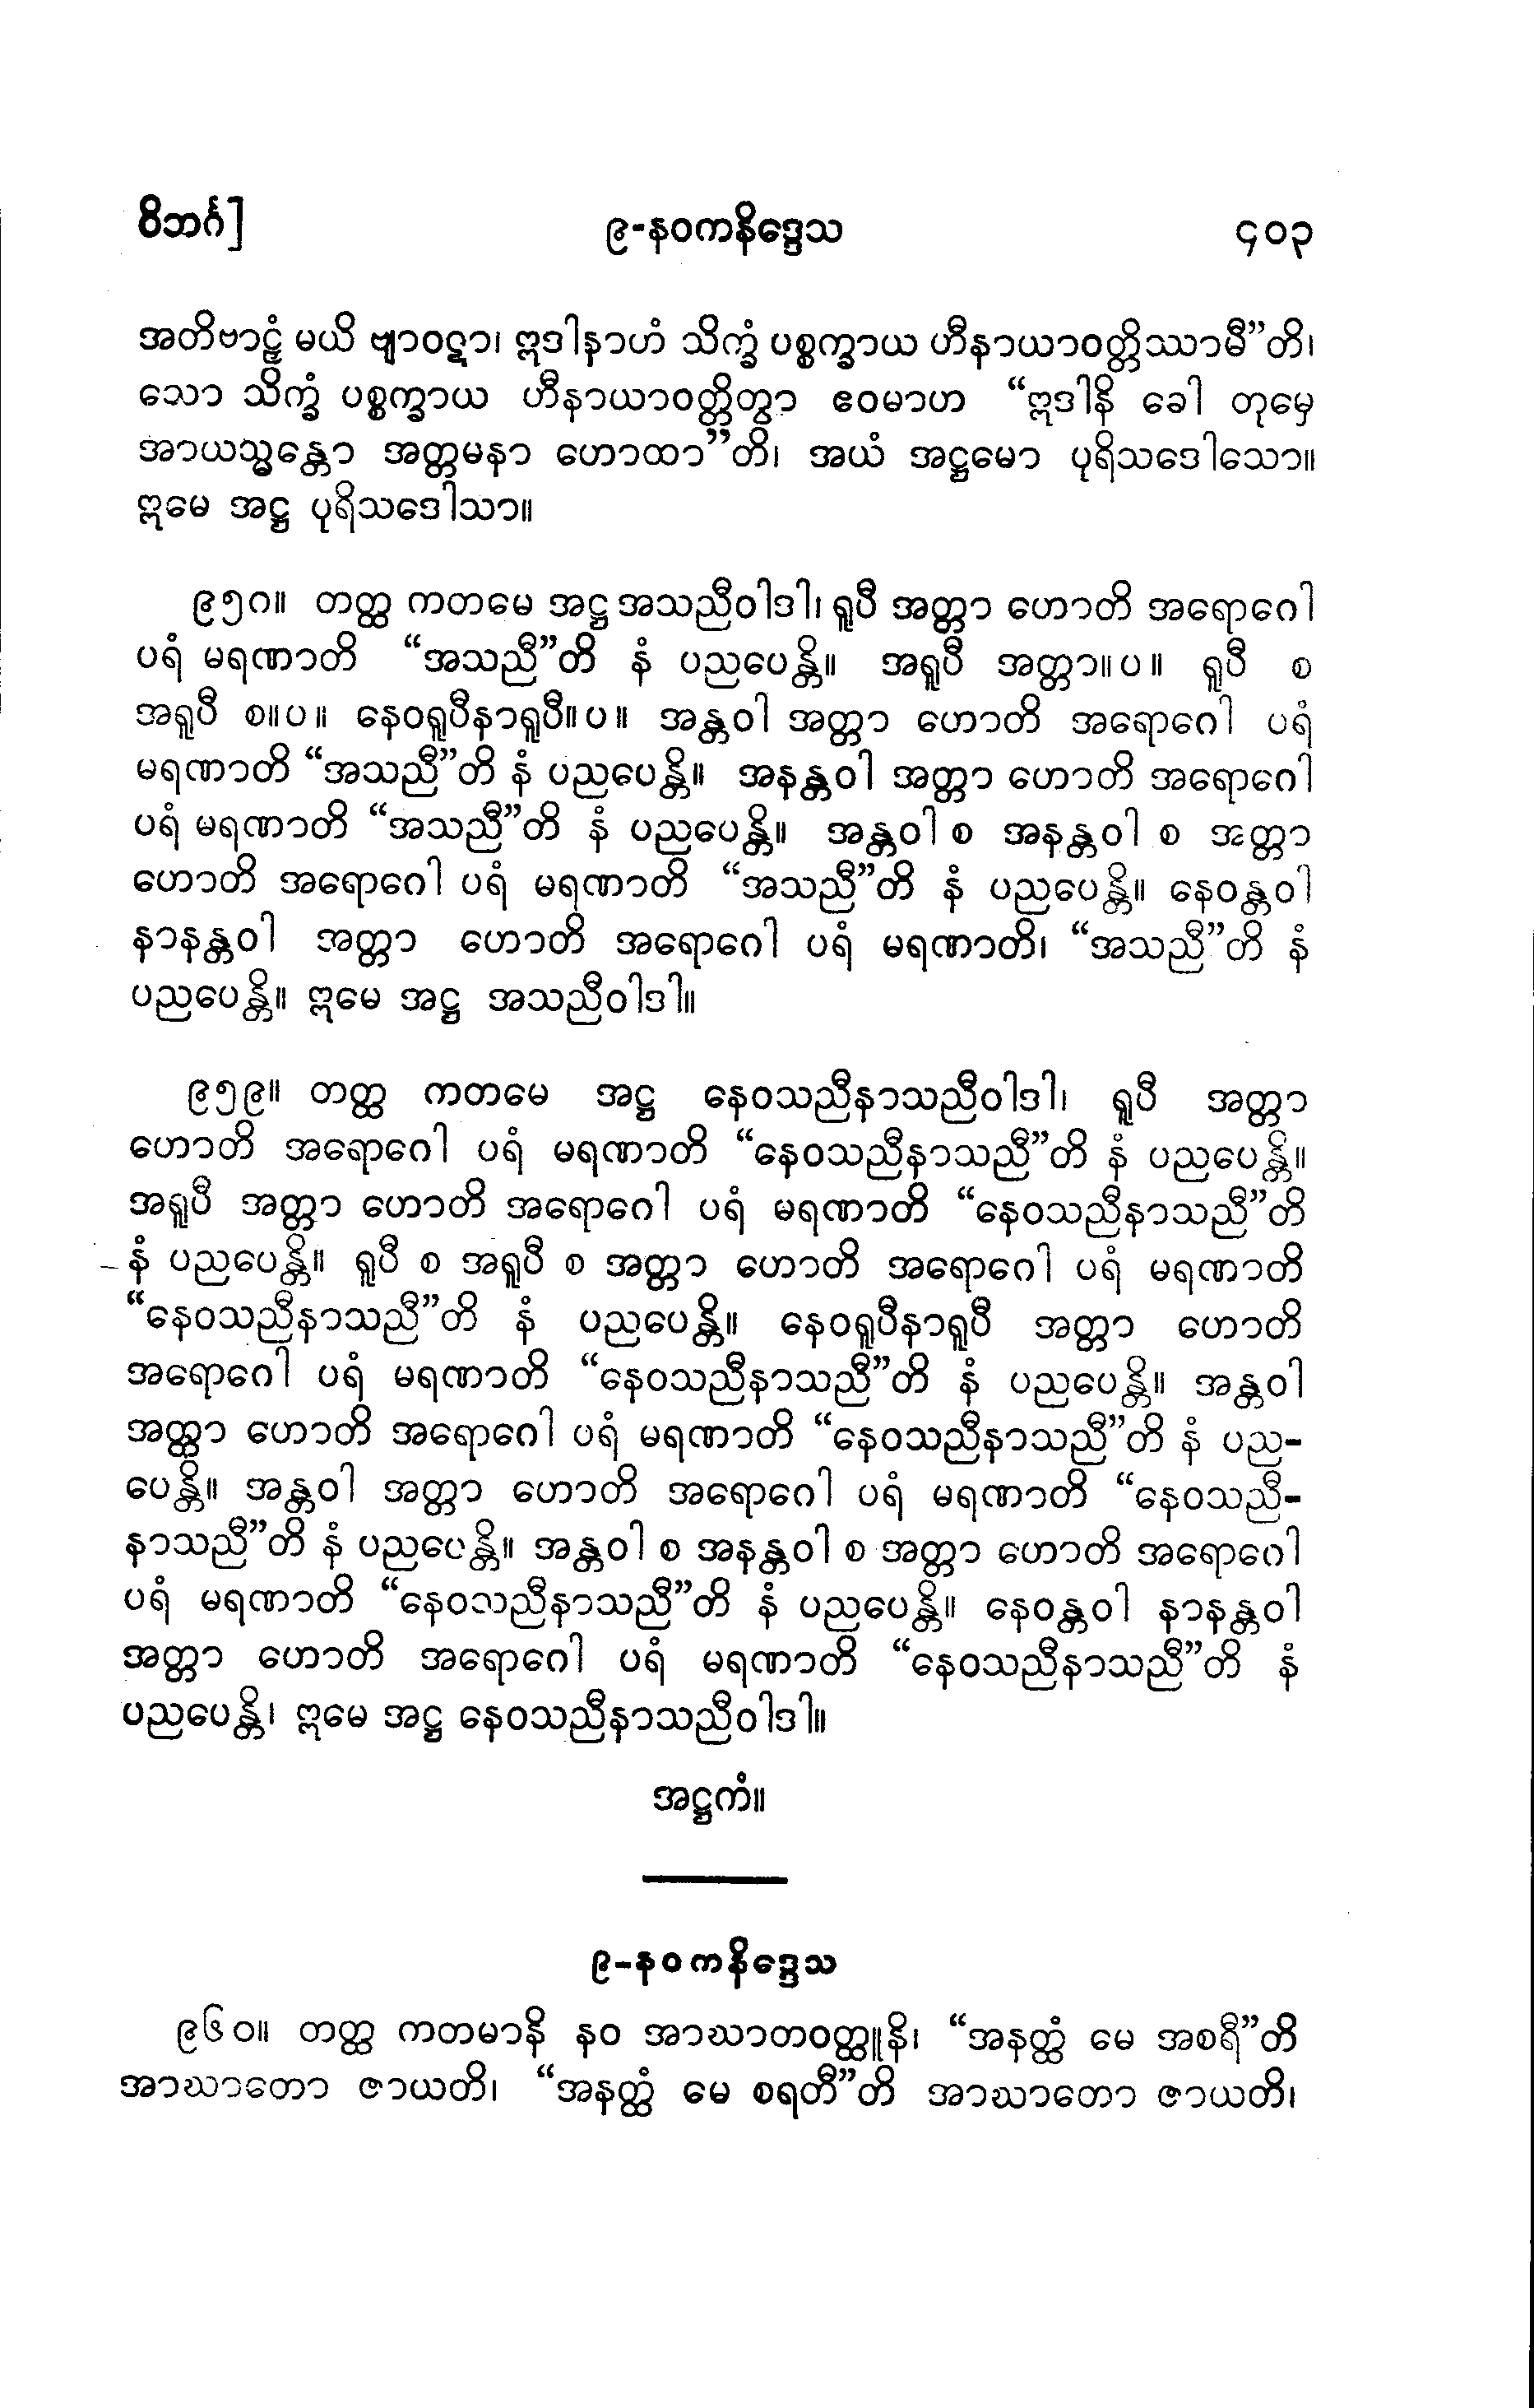 ဝိဘင်္ဂ]
၉-နဝကနိဒ္ဒေသ
၄၀၃
အတိဗာဠှံ မယိ ဗျာဝဋာ၊ ဣဒါနာဟံ သိက္ခံ ပစ္စက္ခာယ ဟီနာယာဝတ္တိဿာမီ”တိ၊
သော သိက္ခံ ပစ္စက္ခာယ ဟီနာယာဝတ္တိတွာ ဧဝမာဟ “ဣဒါနိ ခေါ တုမှေ
အာယသ္မန္တော အတ္တမနာ ဟောထာ”တိ၊ အယံ အဋ္ဌမော ပုရိသဒေါသော။
ဣမေ အဋ္ဌ ပုရိသဒေါသာ။
၉၅၈။ တတ္ထ ကတမေ အဋ္ဌ အသညီဝါဒါ၊ ရူပီ အတ္တာ ဟောတိ အရောဂေါ
ပရံ မရဏာတိ “အသညီ”တိ နံ ပညပေန္တိ။ အရူပီ အတ္တာ။ပ။ ရူပီ စ
အရူပီ စ။ပ။ နေဝရူပီနာရူပီ။ပ။ အန္တဝါ အတ္တာ ဟောတိ အရောဂေါ ပရံ
မရဏာတိ “အသညီ”တိ နံ ပညပေန္တိ။ အနန္တဝါ အတ္တာ ဟောတိ အရောဂေါ
ပရံ မရဏာတိ “အသညီ”တိ နံ ပညပေန္တိ။ အန္တဝါ စ အနန္တဝါ စ အတ္တာ
ဟောတိ အရောဂေါ ပရံ မရဏာတိ “အသညီ”တိ နံ ပညပေန္တိ။ နေဝန္တဝါ
နာနန္တဝါ အတ္တာ ဟောတိ အရောဂေါ ပရံ မရဏာတိ၊ “အသညီ”တိ နံ
ပညပေန္တိ။ ဣမေ အဋ္ဌ အသညီဝါဒါ။
၉၅၉။ တတ္ထ ကတမေ အဋ္ဌ နေဝသညီနာသညီဝါဒါ၊ ရူပီ အတ္တာ
ဟောတိ အရောဂေါ ပရံ မရဏာတိ “နေဝသညီနာသညီ”တိ နံ ပညပေန္တိ။
အရူပီ အတ္တာ ဟောတိ အရောဂေါ ပရံ မရဏာတိ “နေဝသညီနာသညီ”တိ
နံ ပညပေန္တိ။ ရူပီ စ အရူပီ စ အတ္တာ ဟောတိ အရောဂေါ ပရံ မရဏာတိ
“နေဝသညီနာသညီ”တိ နံ ပညပေန္တိ။ နေဝရူပီနာရူပီ အတ္တာ ဟောတိ
အရောဂေါ ပရံ မရဏာတိ “နေဝသညီနာသညီ”တိ နံ ပညပေန္တိ။ အန္တဝါ
အတ္တာ ဟောတိ အရောဂေါ ပရံ မရဏာတိ “နေဝသညီနာသညီ”တိ နံ ပည-
ပေန္တိ။ အန္တဝါ အတ္တာ ဟောတိ အရောဂေါ ပရံ မရဏာတိ “နေဝသညီ-
နာသညီ”တိ နံ ပညပေန္တိ။ အန္တဝါ စ အနန္တဝါ စ အတ္တာ ဟောတိ အရောဂေါ
ပရံ မရဏာတိ “နေဝသညီနာသညီ”တိ နံ ပညပေန္တိ။ နေဝန္တဝါ နာနန္တဝါ
အတ္တာ ဟောတိ အရောဂေါ ပရံ မရဏာတိ “နေဝသညီနာသညီ”တိ နံ
ပညပေန္တိ၊ ဣမေ အဋ္ဌ နေဝသညီနာသညီဝါဒါ။
အဋ္ဌကံ။
၉-နဝကနိဒ္ဒေသ
၉၆၀။ တတ္ထ ကတမာနိ နဝ အာဃာတဝတ္ထူနိ၊ “အနတ္ထံ မေ အစရီ”တိ
အာဃာတော ဇာယတိ၊ “အနတ္ထံ မေ စရတီ”တိ အာဃာတော ဇာယတိ၊